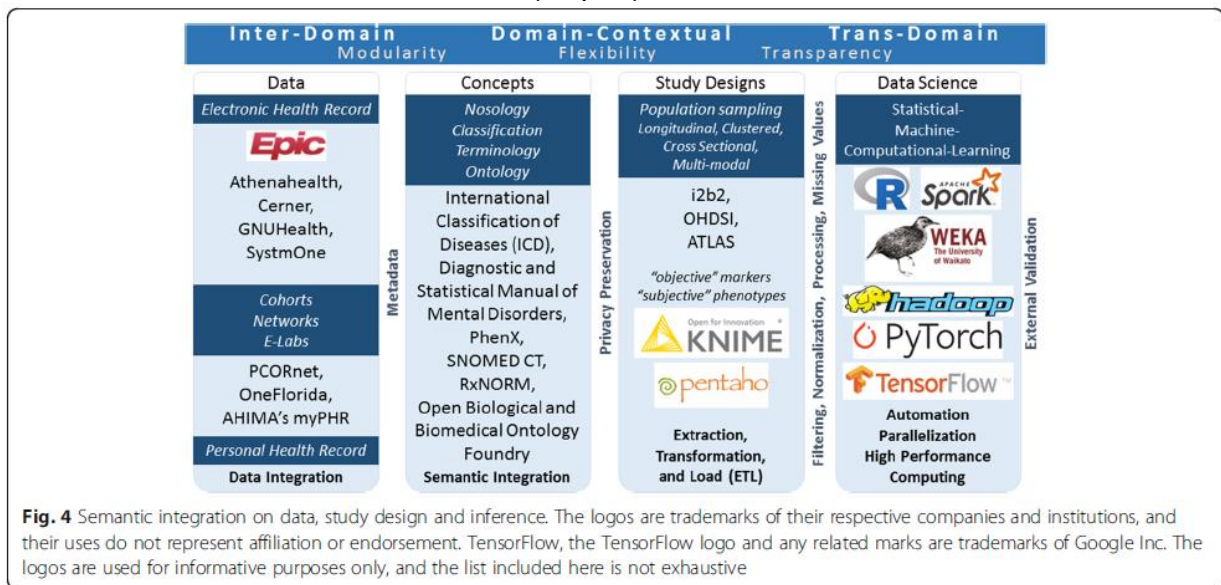 Inter-Domain Domain-Contextual Trans-Domain
Modularity Flexibility Transparency
Data
Electronic Health Record
Epic
Athenahealth,
Cerner,
GNUHealth,
SystmOne
Cohorts
Networks
E-Labs
PCORnet,
OneFlorida,
AHIMA's myPHR
Personal Health Record
Data Integration
Metadata
Concepts
Nosology
Classification
Terminology
Ontology
International
Classification of
Diseases (ICD),
Diagnostic and
Statistical Manual of
Mental Disorders,
PhenX,
SNOMED CT,
RxNORM,
Open Biological and
Biomedical Ontology
Foundry
Semantic Integration
Privacy Preservation
Study Designs
Population sampling
Longitudinal, Clustered,
Cross Sectional,
Multi-modal
i2b2,
OHDSI,
ATLAS
"objective" markers
"subjective" phenotypes
Open for Innovation
KNIME
pentaho
Extraction,
Transformation,
and Load (ETL)
Filtering, Normalization, Processing, Missing Values
Data Science
Statistical-
Machine-
Computational-Learning
R
APACHE
Spark
WEKA
The University
of Waikato
hadoop
PyTorch
TensorFlow
Automation
Parallelization
High Performance
Computing
External Validation
Fig. 4 Semantic integration on data, study design and inference. The logos are trademarks of their respective companies and institutions, and
their uses do not represent affiliation or endorsement. TensorFlow, the TensorFlow logo and any related marks are trademarks of Google Inc. The
logos are used for informative purposes only, and the list included here is not exhaustive